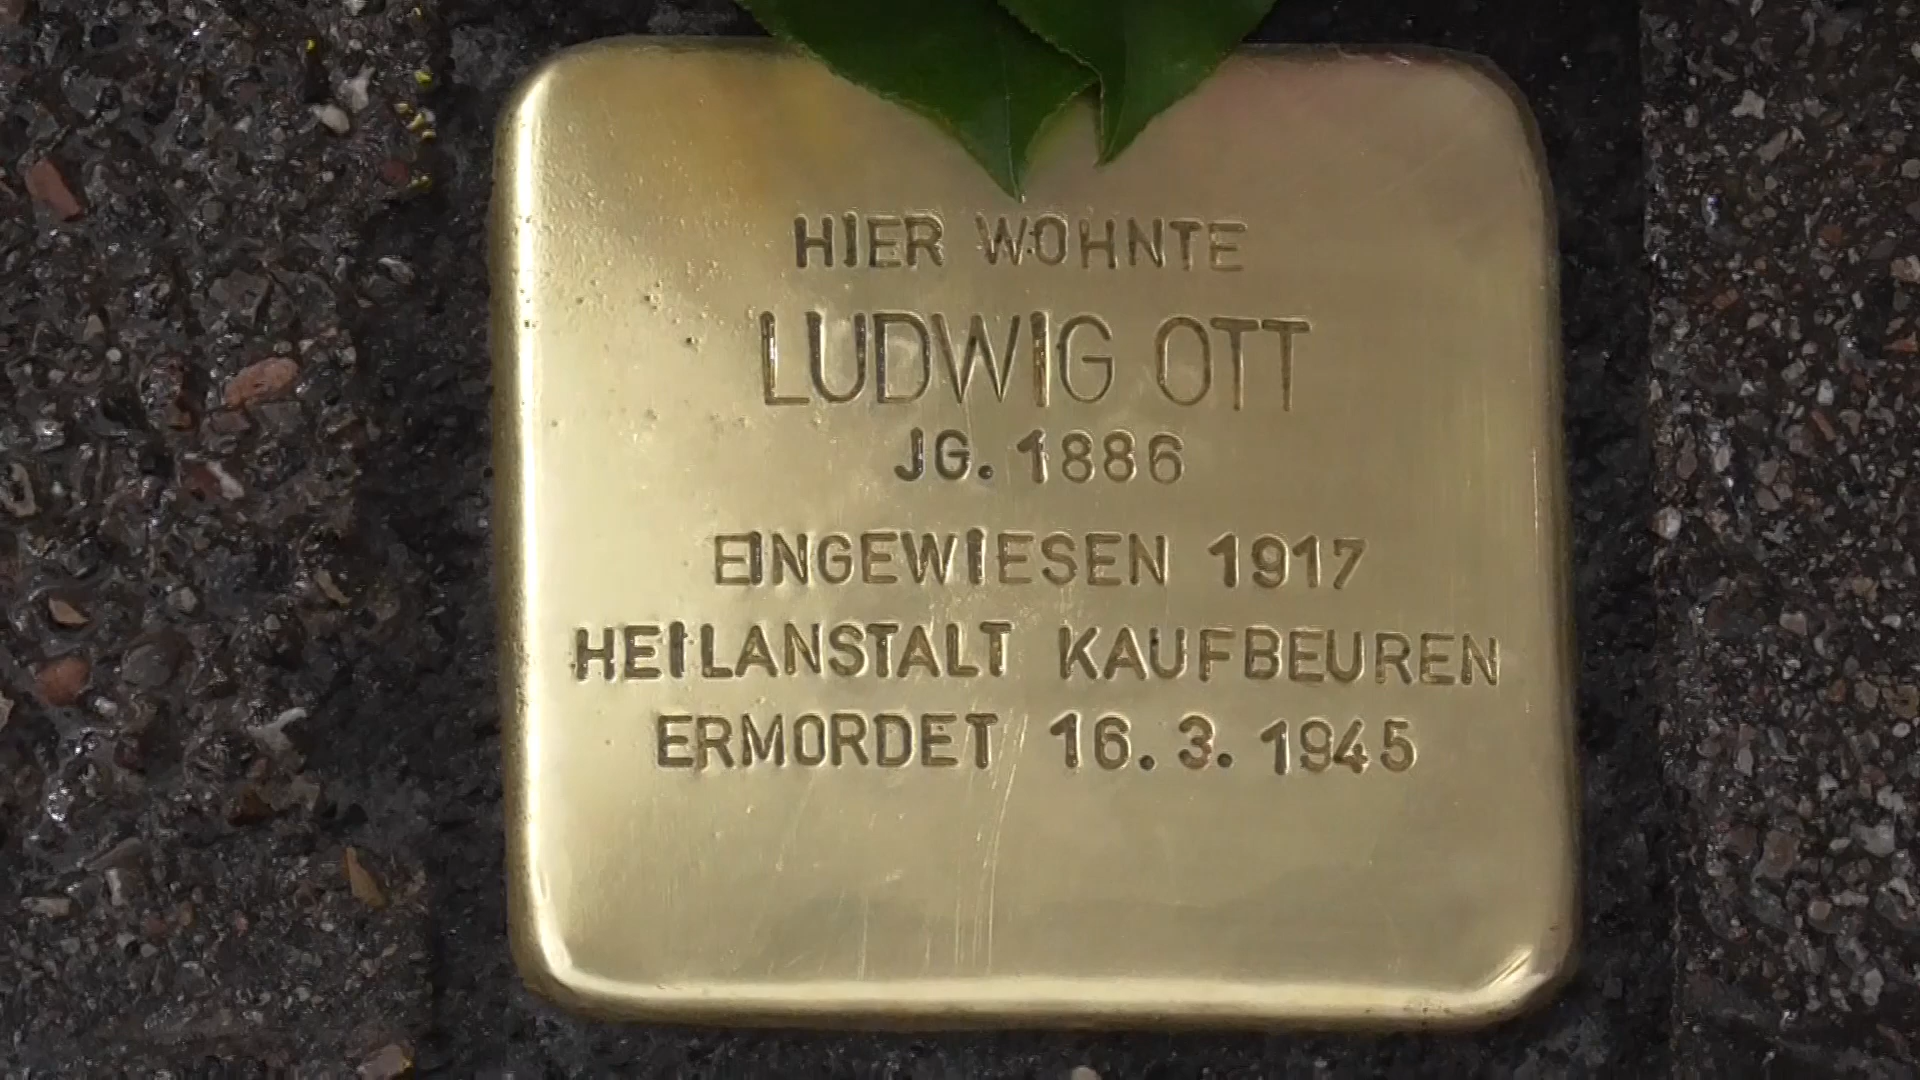 HIER WOHNTE
LUDWIG OTT
JG. 1886
EINGEWIESEN 1917
HEILANSTALT KAUFBEUREN
ERMORDET 16.3.1945